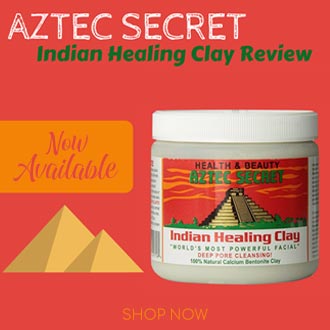 AZTEC SECRET
Indian Healing Clay Review
Now
Available
HEALTH & BEAUTY
AZTEC SECRET
Indian Healing Clay
"WORLD'S MOST POWERFUL FACIAL"
DEEP PORE CLEANSING!
100% Natural Calcium Bentonite Clay
SHOP NOW